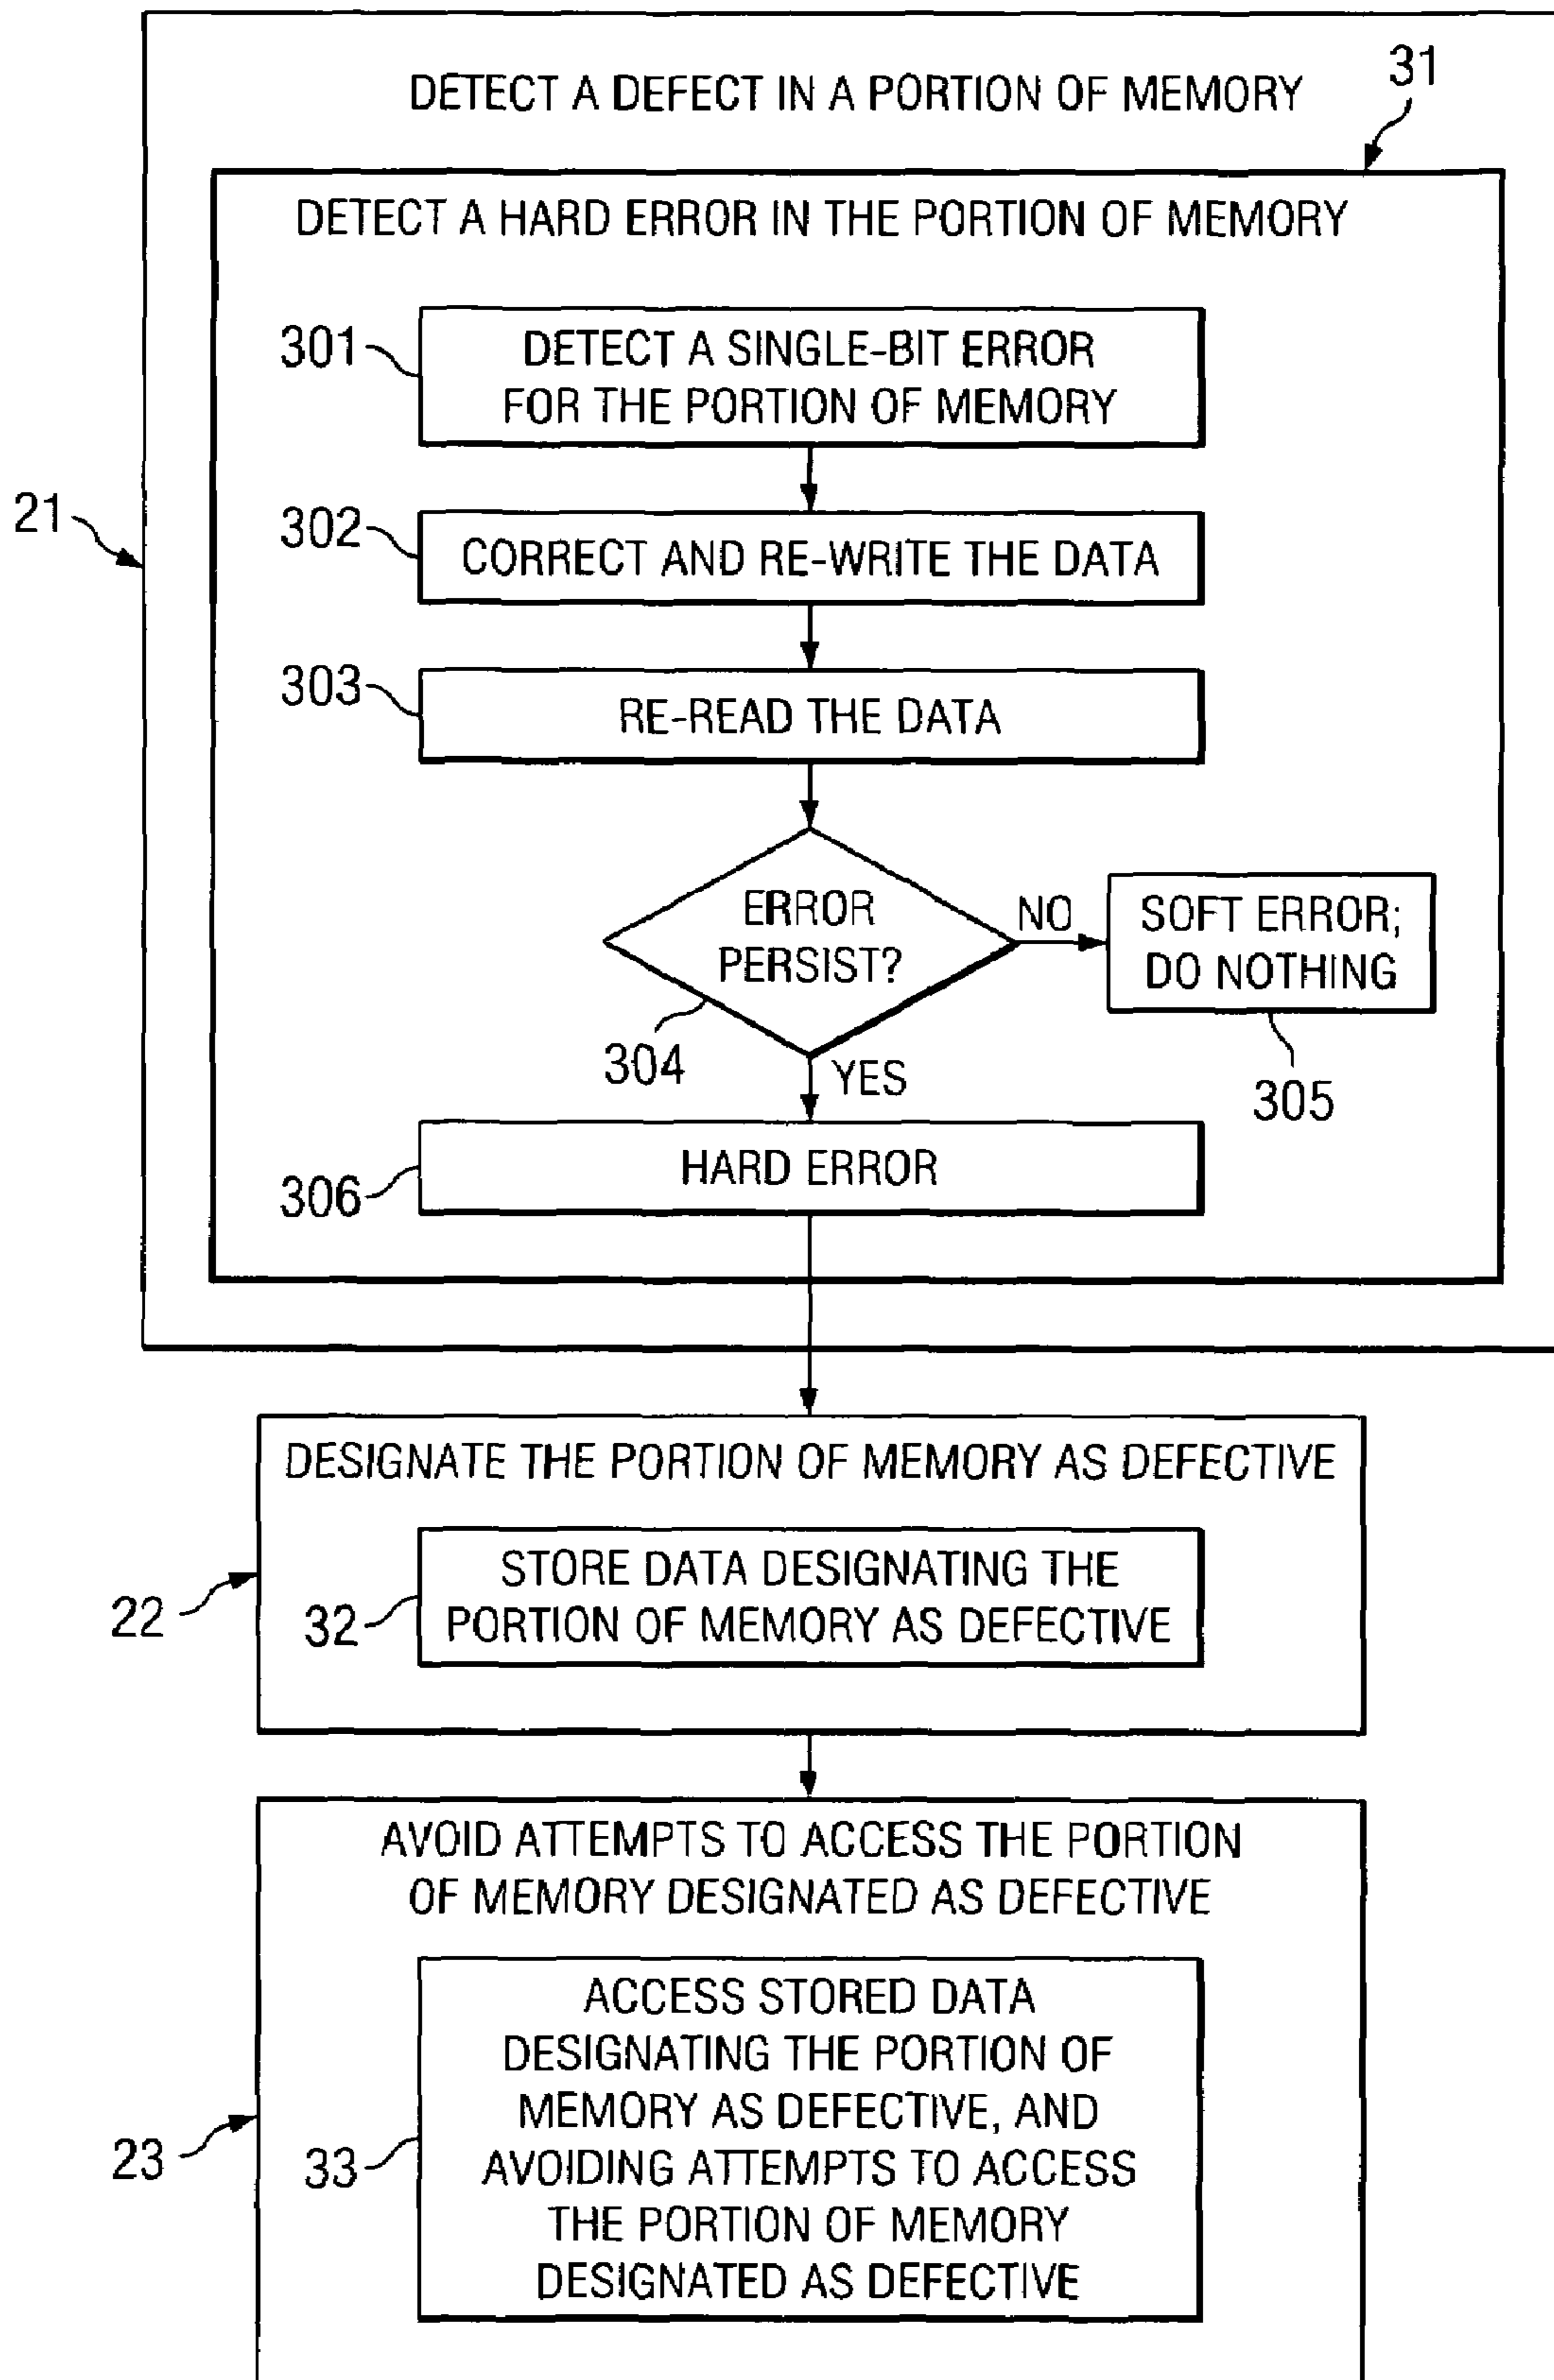 DETECT A DEFECT IN A PORTION OF MEMORY
31
DETECT A HARD ERROR IN THE PORTION OF MEMORY
301
DETECT A SINGLE-BIT ERROR
FOR THE PORTION OF MEMORY
21
302
CORRECT AND RE-WRITE THE DATA
303
RE-READ THE DATA
ERROR
PERSIST?
NO
SOFT ERROR;
DO NOTHING
304
YES
305
HARD ERROR
306
DESIGNATE THE PORTION OF MEMORY AS DEFECTIVE
22
32
STORE DATA DESIGNATING THE
PORTION OF MEMORY AS DEFECTIVE
AVOID ATTEMPTS TO ACCESS THE PORTION
OF MEMORY DESIGNATED AS DEFECTIVE
23
33
ACCESS STORED DATA
DESIGNATING THE PORTION OF
MEMORY AS DEFECTIVE, AND
AVOIDING ATTEMPTS TO ACCESS
THE PORTION OF MEMORY
DESIGNATED AS DEFECTIVE